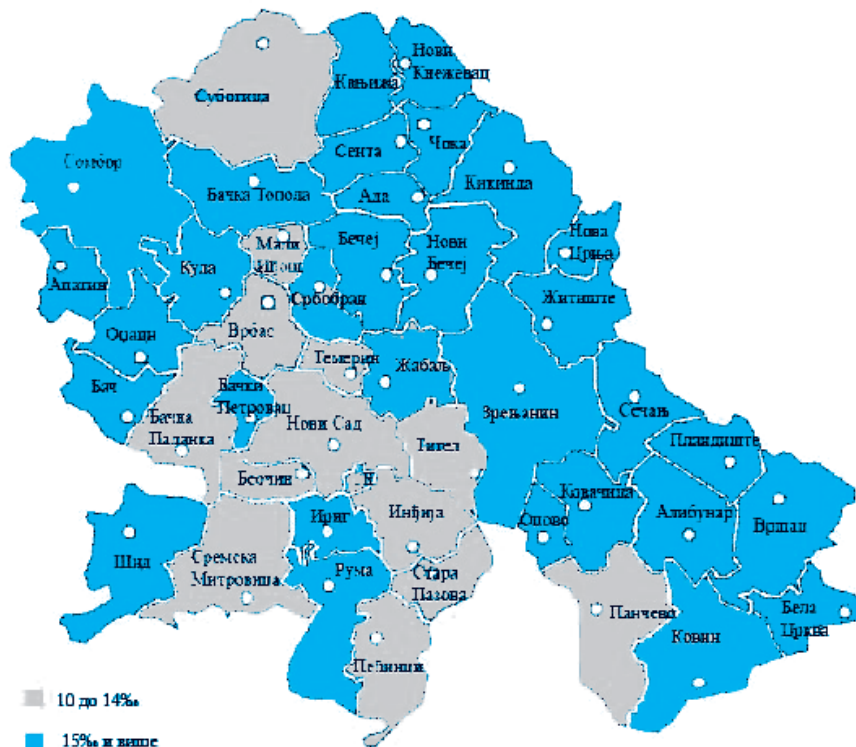 Суботица
Кањижа
Нови
Кнежевац
Сомбор
Сента
Чока
Бачка Топола
Ада
Кикинда
Апатин
Кула
Мали
Иђош
Бечеј
Нови
Бечеј
Нова
Црња
Србобран
Житиште
Оџаци
Врбас
Темерин
Жабаљ
Бач
Бачки
Петровац
Бачка
Паланка
Нови Сад
Тител
Зрењанин
Сечањ
Пландиште
Беочин
Инђија
Опово
Ковачица
Алибунар
Вршац
Шид
Ириг
Сремска
Митровица
Рума
Стара
Пазова
Панчево
Бела
Црква
Ковин
Пећинци
10 до 14‰
15‰ и више